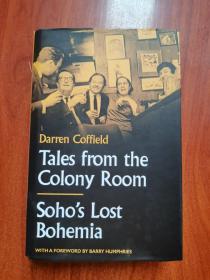 Darren Coffield
Tales from the
Colony Room
Soho's Lost
Bohemia
WITH A FOREWORD BY BARRY HUMPHRIES